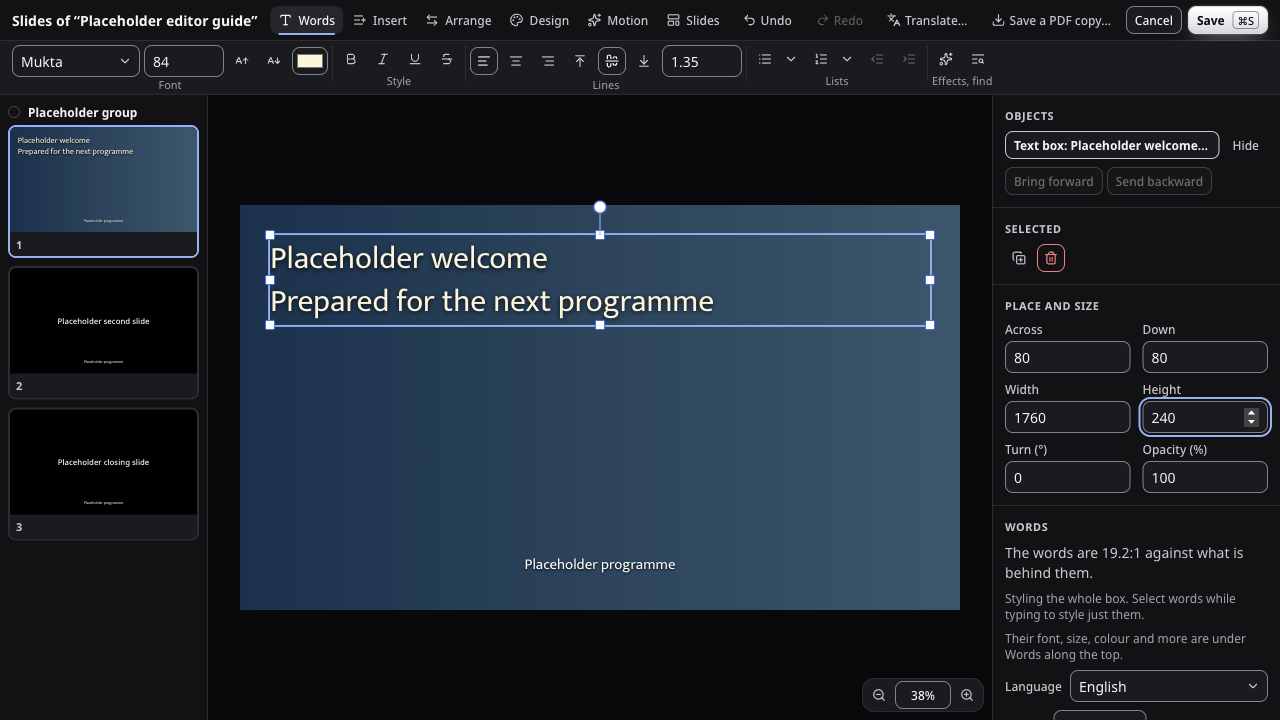 Slides of “Placeholder editor guide”
Words
Insert
Arrange
Design
Motion
Slides
Undo
Redo
Translate...
Save a PDF copy...
Cancel
Save ⌘S
Mukta
84
Font
B I U S
Style
1.35
Lines
Lists
Effects, find
Placeholder group
Placeholder welcome
Prepared for the next programme
Placeholder programme
1
Placeholder second slide
Placeholder programme
2
Placeholder closing slide
Placeholder programme
3
Placeholder welcome
Prepared for the next programme
Placeholder programme
38%
OBJECTS
Text box: Placeholder welcome...
Hide
Bring forward
Send backward
SELECTED
PLACE AND SIZE
Across
Down
80
80
Width
Height
1760
240
Turn (°)
Opacity (%)
0
100
WORDS
The words are 19.2:1 against what is
behind them.
Styling the whole box. Select words while
typing to style just them.
Their font, size, colour and more are under
Words along the top.
Language
English